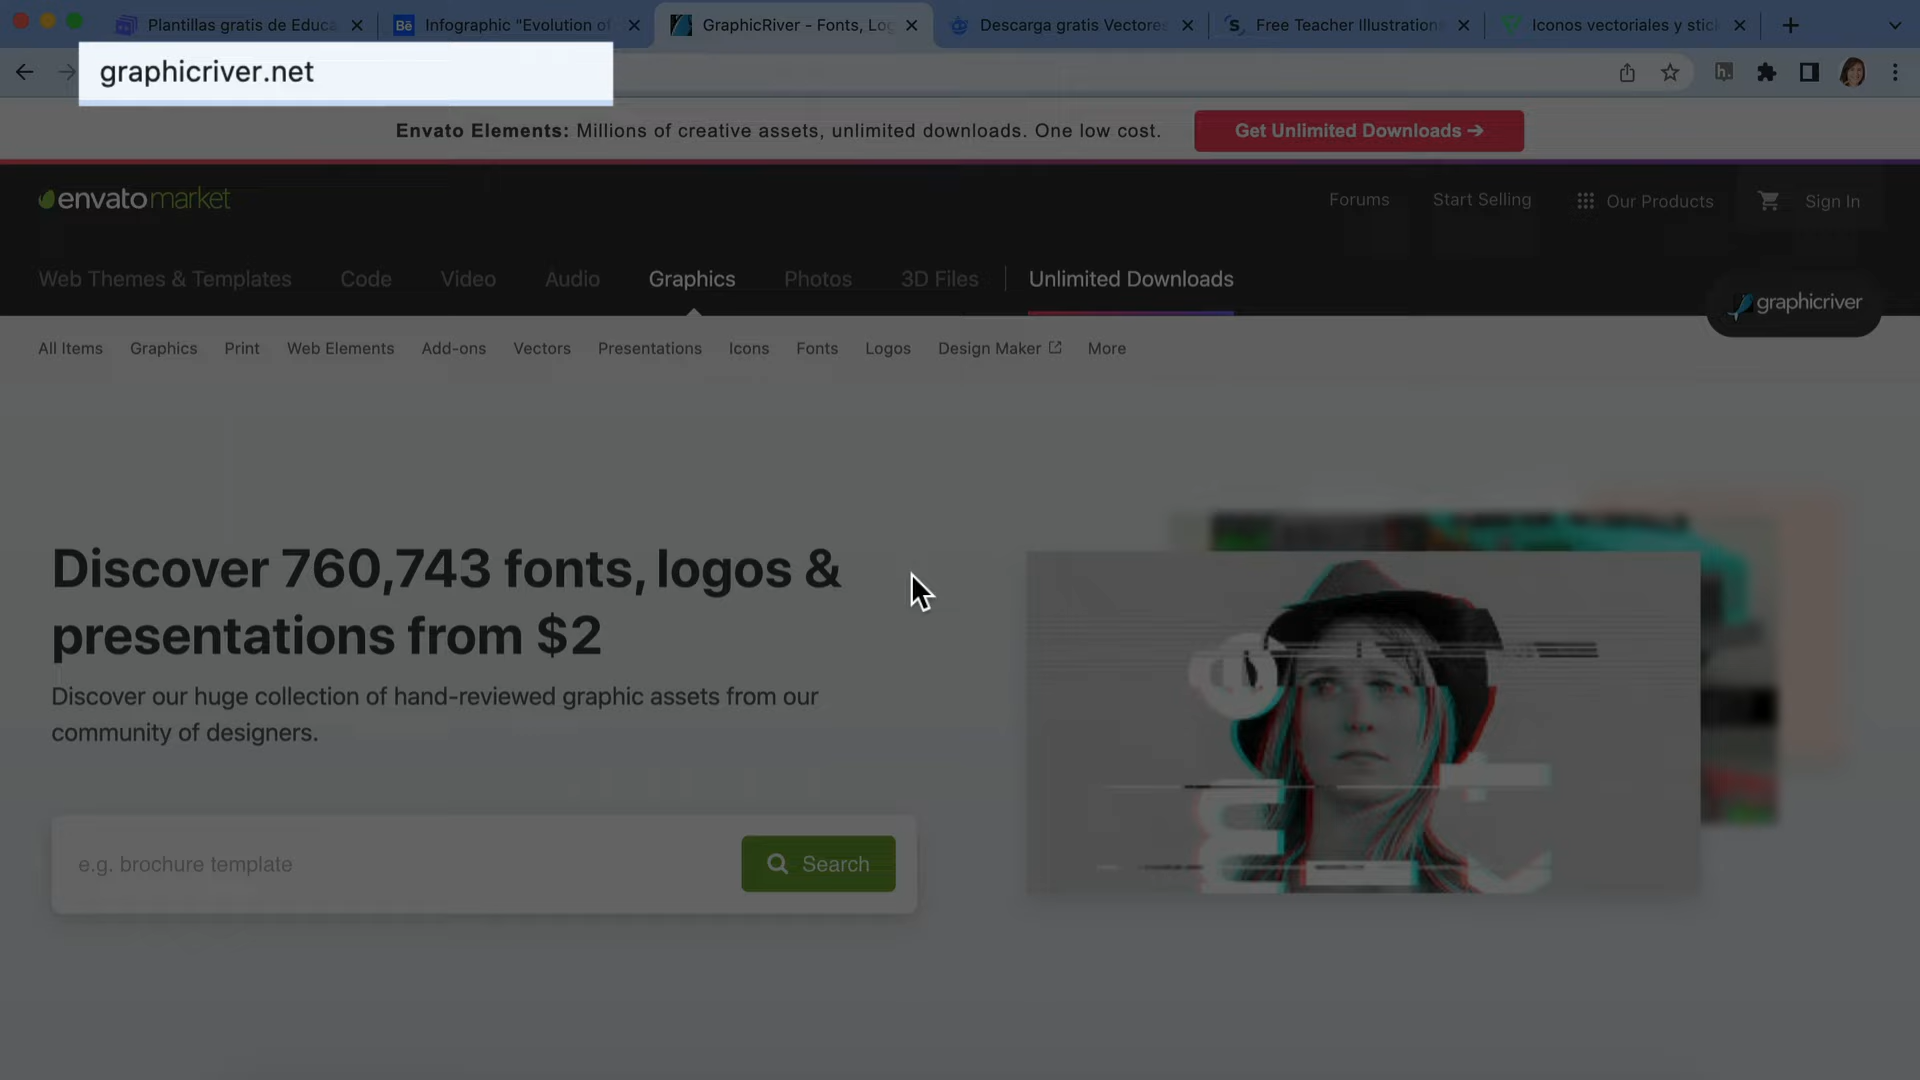 Plantillas gratis de Educa
Infographic "Evolution of
GraphicRiver - Fonts, Log
Descarga gratis Vectores
Free Teacher Illustrations
Iconos vectoriales y stic
graphicriver.net
Envato Elements: Millions of creative assets, unlimited downloads. One low cost.
Get Unlimited Downloads →
envatomarket
Forums
Start Selling
Our Products
Sign In
Web Themes & Templates
Code
Video
Audio
Graphics
Photos
3D Files
Unlimited Downloads
graphicriver
All Items
Graphics
Print
Web Elements
Add-ons
Vectors
Presentations
Icons
Fonts
Logos
Design Maker
More
Discover 760,743 fonts, logos &
presentations from $2
Discover our huge collection of hand-reviewed graphic assets from our
community of designers.
e.g. brochure template
Search